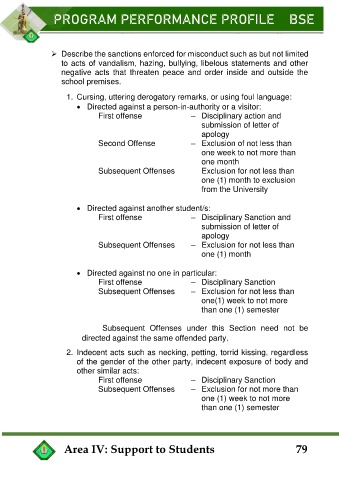 PROGRAM PERFORMANCE PROFILE BSE
➢ Describe the sanctions enforced for misconduct such as but not limited
to acts of vandalism, hazing, bullying, libelous statements and other
negative acts that threaten peace and order inside and outside the
school premises.
1. Cursing, uttering derogatory remarks, or using foul language:
• Directed against a person-in-authority or a visitor:
First offense – Disciplinary action and
submission of letter of
apology
Second Offense – Exclusion of not less than
one week to not more than
one month
Subsequent Offenses Exclusion for not less than
one (1) month to exclusion
from the University
• Directed against another student/s:
First offense – Disciplinary Sanction and
submission of letter of
apology
Subsequent Offenses – Exclusion for not less than
one (1) month
• Directed against no one in particular:
First offense – Disciplinary Sanction
Subsequent Offenses – Exclusion for not less than
one(1) week to not more
than one (1) semester
Subsequent Offenses under this Section need not be
directed against the same offended party.
2. Indecent acts such as necking, petting, torrid kissing, regardless
of the gender of the other party, indecent exposure of body and
other similar acts:
First offense – Disciplinary Sanction
Subsequent Offenses – Exclusion for not more than
one (1) week to not more
than one (1) semester
Area IV: Support to Students 79